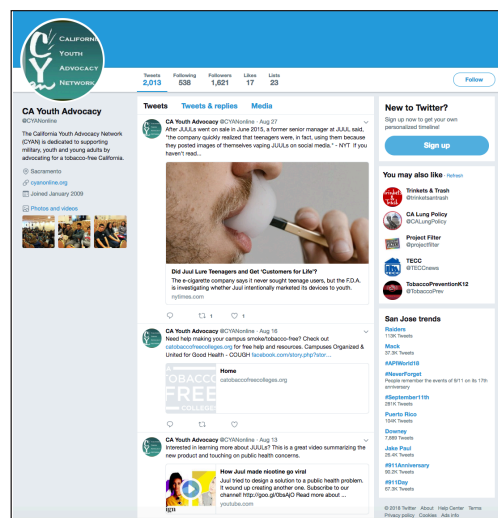 CALIFORNIA
YOUTH
ADVOCACY
NETWORK
Tweets
2,013
Following
538
Followers
1,621
Likes
17
Lists
23
Follow
CA Youth Advocacy
@CYANonline
The California Youth Advocacy Network
(CYAN) is dedicated to supporting
military, youth and young adults by
advocating for a tobacco-free California.
Sacramento
cyanonline.org
Joined January 2009
Photos and videos
Tweets Tweets & replies Media
CA Youth Advocacy @CYANonline · Aug 27
After JUULs went on sale in June 2015, a former senior manager at JUUL said,
"the company quickly realized that teenagers were, in fact, using them because
they posted images of themselves vaping JUULs on social media." - NYT If you
haven't read...
Did Juul Lure Teenagers and Get 'Customers for Life'?
The e-cigarette company says it never sought teenage users, but the F.D.A.
is investigating whether Juul intentionally marketed its devices to youth.
nytimes.com
1
1
CA Youth Advocacy @CYANonline · Aug 16
Need help making your campus smoke/tobacco-free? Check out
catobaccofreecolleges.org for free help and resources. Campuses Organized &
United for Good Health - COUGH facebook.com/story.php?stor...
TOBACCO
FREE
COLLEGES
Home
catobaccofreecolleges.org
CA Youth Advocacy @CYANonline · Aug 13
Interested in learning more about JUULs? This is a great video summarizing the
new product and touching on public health concerns.
ign
How Juul made nicotine go viral
Juul tried to design a solution to a public health problem.
It wound up creating another one. Subscribe to our
channel! http://goo.gl/0bsAjO Read more about ...
youtube.com
New to Twitter?
Sign up now to get your own
personalized timeline!
Sign up
You may also like · Refresh
Trinkets & Trash
@trinketsantrash
CA Lung Policy
@CALungPolicy
Project Filter
@projectfilter
TECC
@TECCnews
TobaccoPreventionK12
@TobaccoPrev
San Jose trends
Raiders
113K Tweets
Mack
37.3K Tweets
#APIWorld18
#NeverForget
People remember the events of 9/11 on its 17th
anniversary
#September11th
281K Tweets
Puerto Rico
194K Tweets
Downey
7,889 Tweets
Jake Paul
26.4K Tweets
#911Anniversary
90.2K Tweets
#911Day
67.3K Tweets
© 2018 Twitter About Help Center Terms
Privacy policy Cookies Ads info